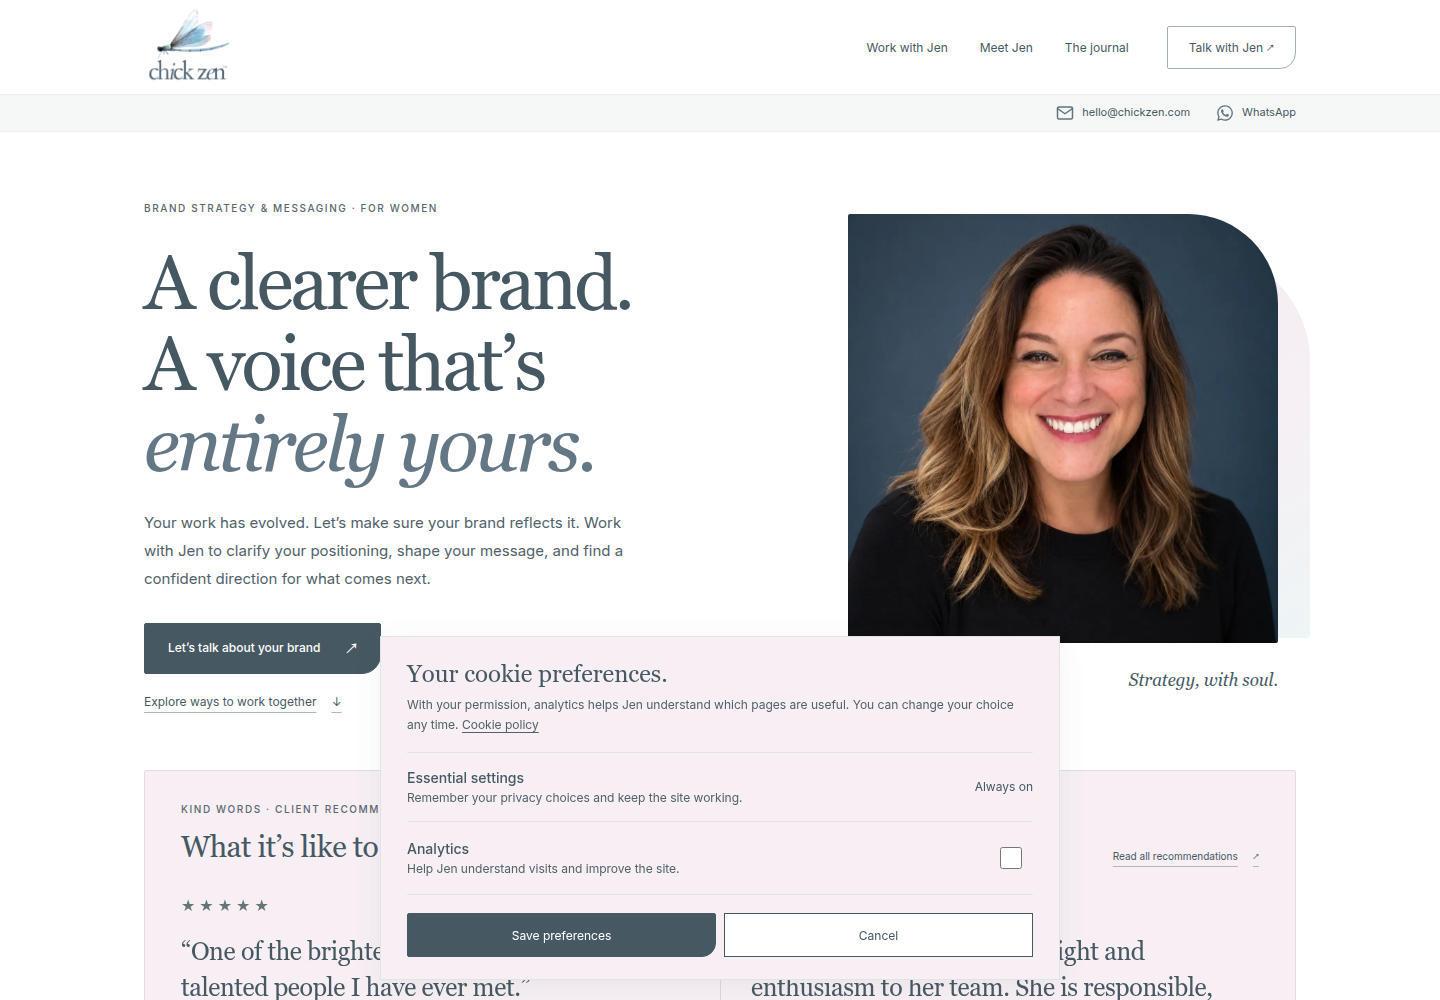 chick zen
Work with Jen
Meet Jen
The journal
Talk with Jen ↗
hello@chickzen.com
WhatsApp
BRAND STRATEGY & MESSAGING · FOR WOMEN
A clearer brand.
A voice that’s
entirely yours.
Your work has evolved. Let’s make sure your brand reflects it. Work
with Jen to clarify your positioning, shape your message, and find a
confident direction for what comes next.
Let’s talk about your brand ↗
Explore ways to work together ↓
Strategy, with soul.
Your cookie preferences.
With your permission, analytics helps Jen understand which pages are useful. You can change your choice
any time. Cookie policy
Essential settings
Remember your privacy choices and keep the site working.
Always on
Analytics
Help Jen understand visits and improve the site.
Save preferences
Cancel
KIND WORDS · CLIENT RECOMM
What it’s like to
Read all recommendations ↗
★★★★★
“One of the brighte
talented people I have ever met.”
ight and
enthusiasm to her team. She is responsible,